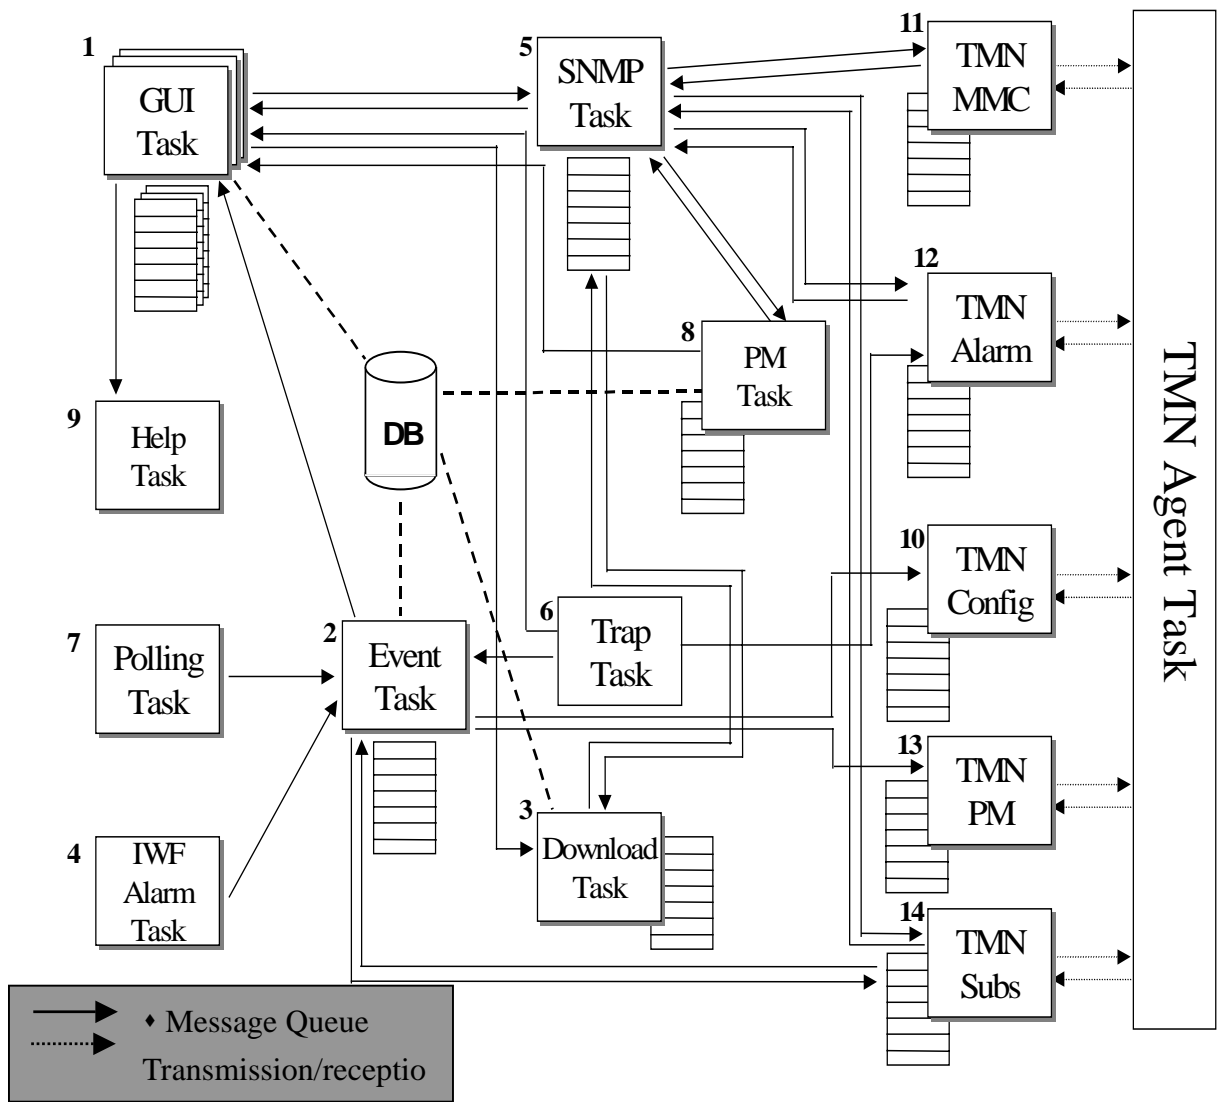 1
GUI
Task
5
SNMP
Task
11
TMN
MMC
12
TMN
Alarm
8
PM
Task
DB
9
Help
Task
10
TMN
Config
7
Polling
Task
2
Event
Task
6
Trap
Task
13
TMN
PM
3
Download
Task
4
IWF
Alarm
Task
14
TMN
Subs
TMN Agent Task
♦ Message Queue
Transmission/receptio